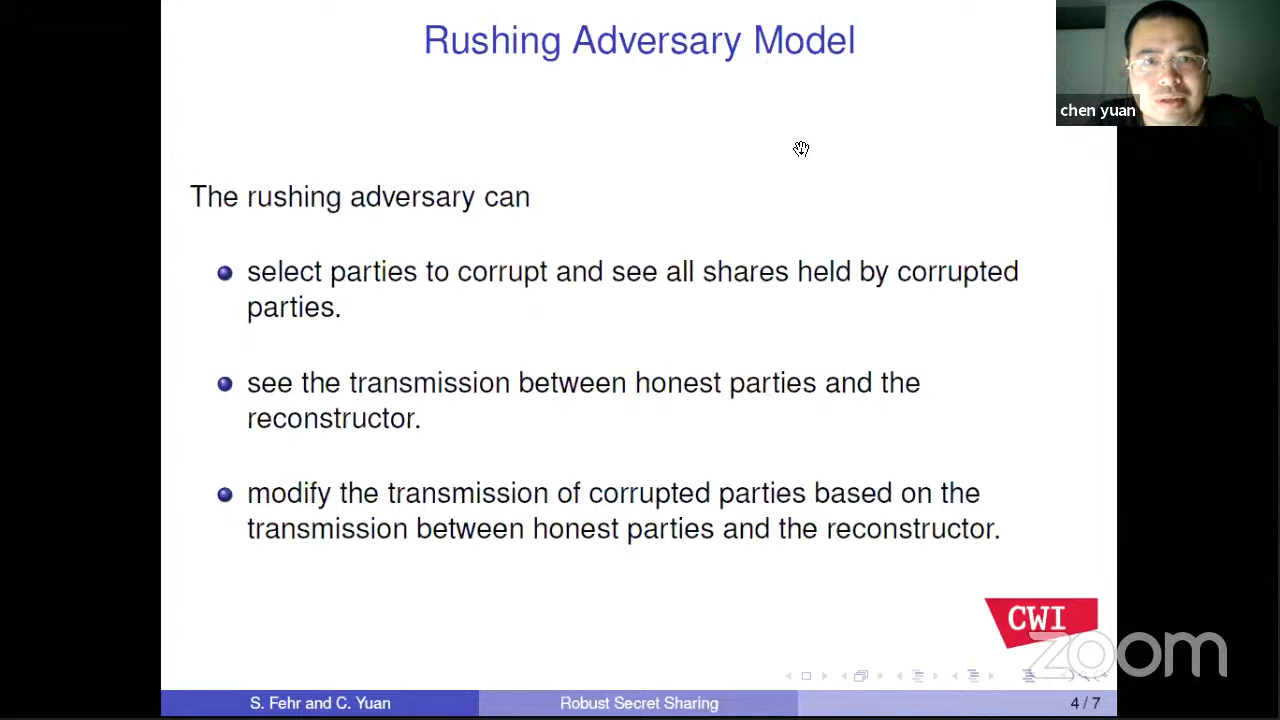 Rushing Adversary Model
chen yuan
The rushing adversary can
select parties to corrupt and see all shares held by corrupted
parties.
see the transmission between honest parties and the
reconstructor.
modify the transmission of corrupted parties based on the
transmission between honest parties and the reconstructor.
CWI
zoom
S. Fehr and C. Yuan
Robust Secret Sharing
4 / 7